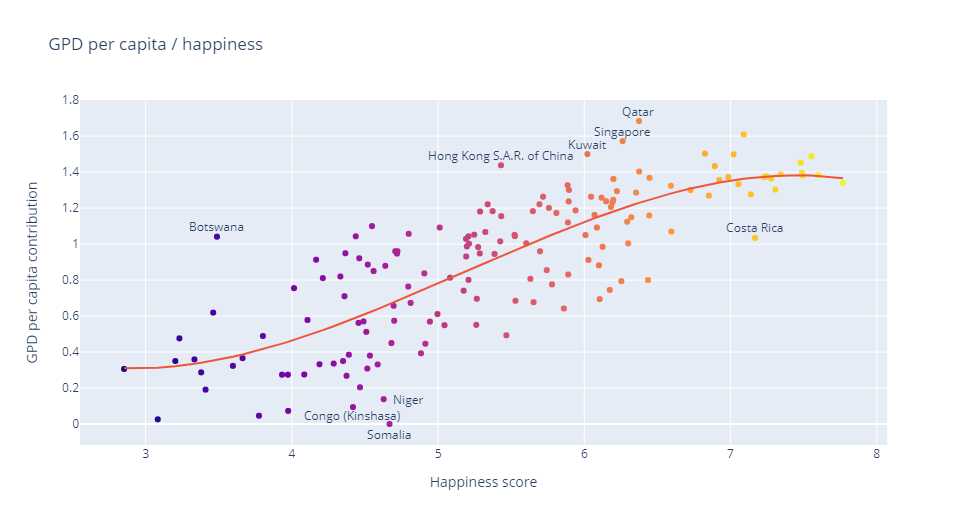 GPD per capita / happiness
GPD per capita contribution
1.8
1.6
1.4
1.2
1
0.8
0.6
0.4
0.2
0
Qatar
Singapore
Kuwait
Hong Kong S.A.R. of China
Botswana
Costa Rica
Niger
Congo (Kinshasa)
Somalia
3
4
5
6
7
8
Happiness score